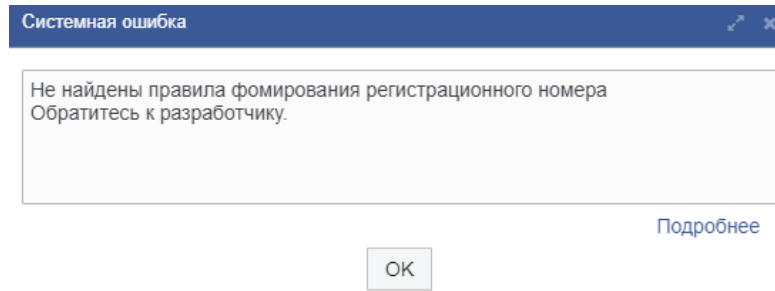 Системная ошибка
Не найдены правила фомирования регистрационного номера
Обратитесь к разработчику.
Подробнее
OK